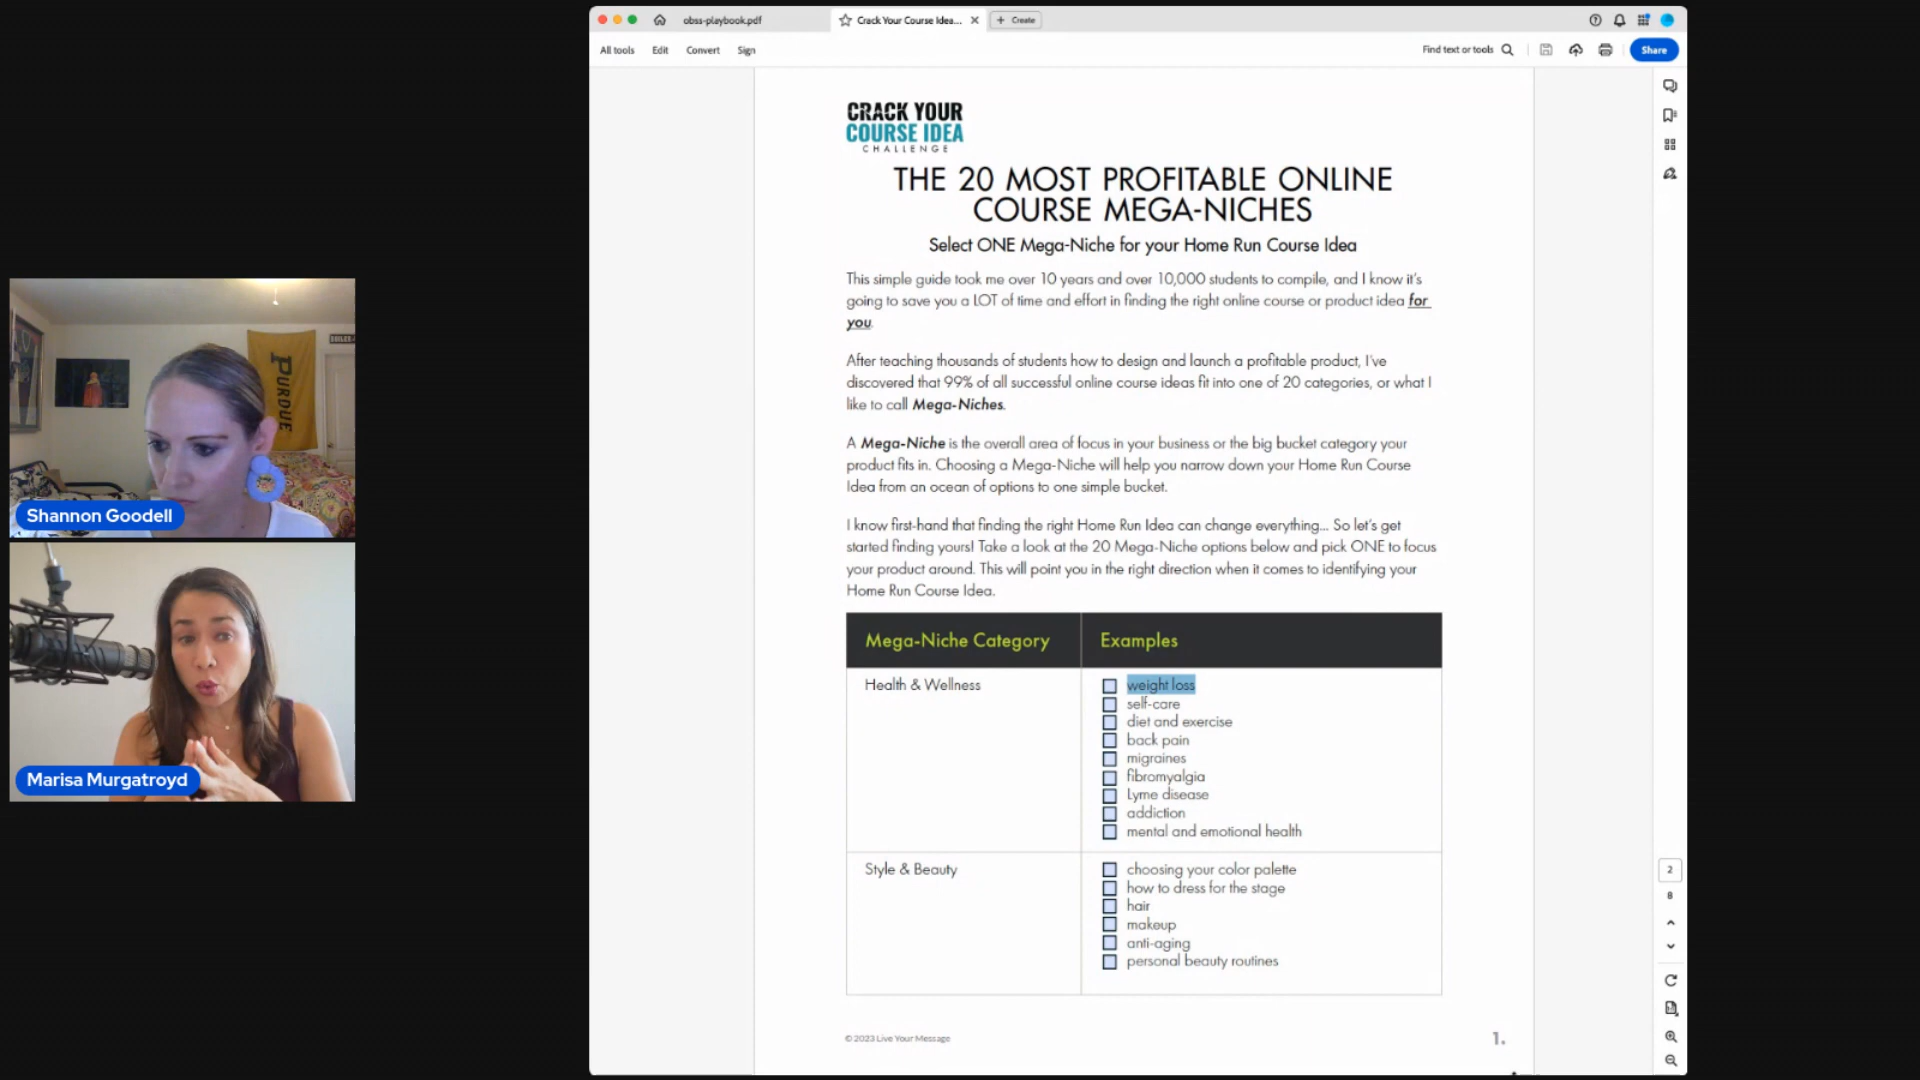 obss-playbook.pdf
Crack Your Course Idea...
Create
All tools
Edit
Convert
Sign
Find text or tools
Share
CRACK YOUR
COURSE IDEA
CHALLENGE
THE 20 MOST PROFITABLE ONLINE
COURSE MEGA-NICHES
Select ONE Mega-Niche for your Home Run Course Idea
This simple guide took me over 10 years and over 10,000 students to compile, and I know it's
going to save you a LOT of time and effort in finding the right online course or product idea for
you.
After teaching thousands of students how to design and launch a profitable product, I've
discovered that 99% of all successful online course ideas fit into one of 20 categories, or what I
like to call Mega-Niches.
A Mega-Niche is the overall area of focus in your business or the big bucket category your
product fits in. Choosing a Mega-Niche will help you narrow down your Home Run Course
Idea from an ocean of options to one simple bucket.
I know first-hand that finding the right Home Run Idea can change everything... So let's get
started finding yours! Take a look at the 20 Mega-Niche options below and pick ONE to focus
your product around. This will point you in the right direction when it comes to identifying your
Home Run Course Idea.
Mega-Niche Category
Examples
Health & Wellness
weight loss
self-care
diet and exercise
back pain
migraines
fibromyalgia
Lyme disease
addiction
mental and emotional health
Style & Beauty
choosing your color palette
how to dress for the stage
hair
makeup
anti-aging
personal beauty routines
© 2023 Live Your Message
1.
2
8
PURDUE
Shannon Goodell
Marisa Murgatroyd